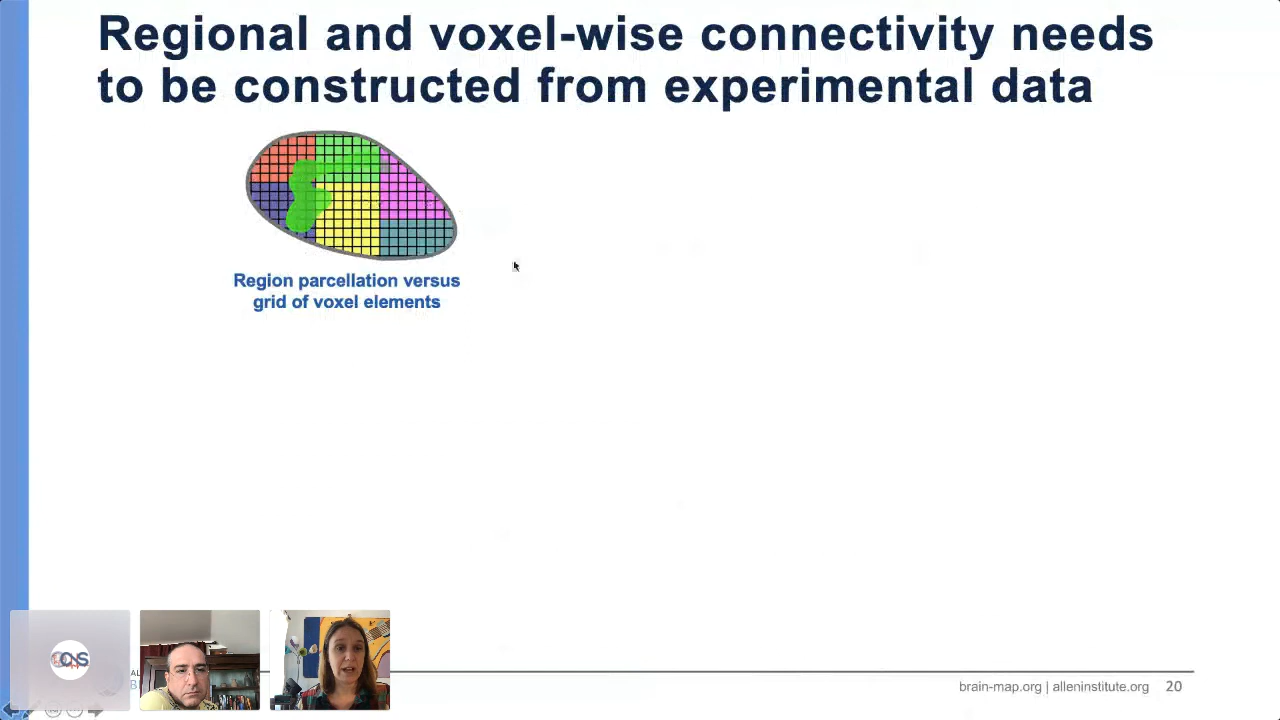 Regional and voxel-wise connectivity needs
to be constructed from experimental data
Region parcellation versus
grid of voxel elements
brain-map.org | alleninstitute.org 20